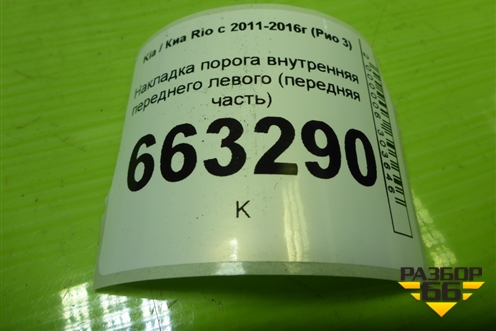 Kia / Киа Rio с 2011-2016г (Рио 3)
Накладка порога внутренняя
переднего левого (передняя
часть)
663290
К
РАЗБОР
66